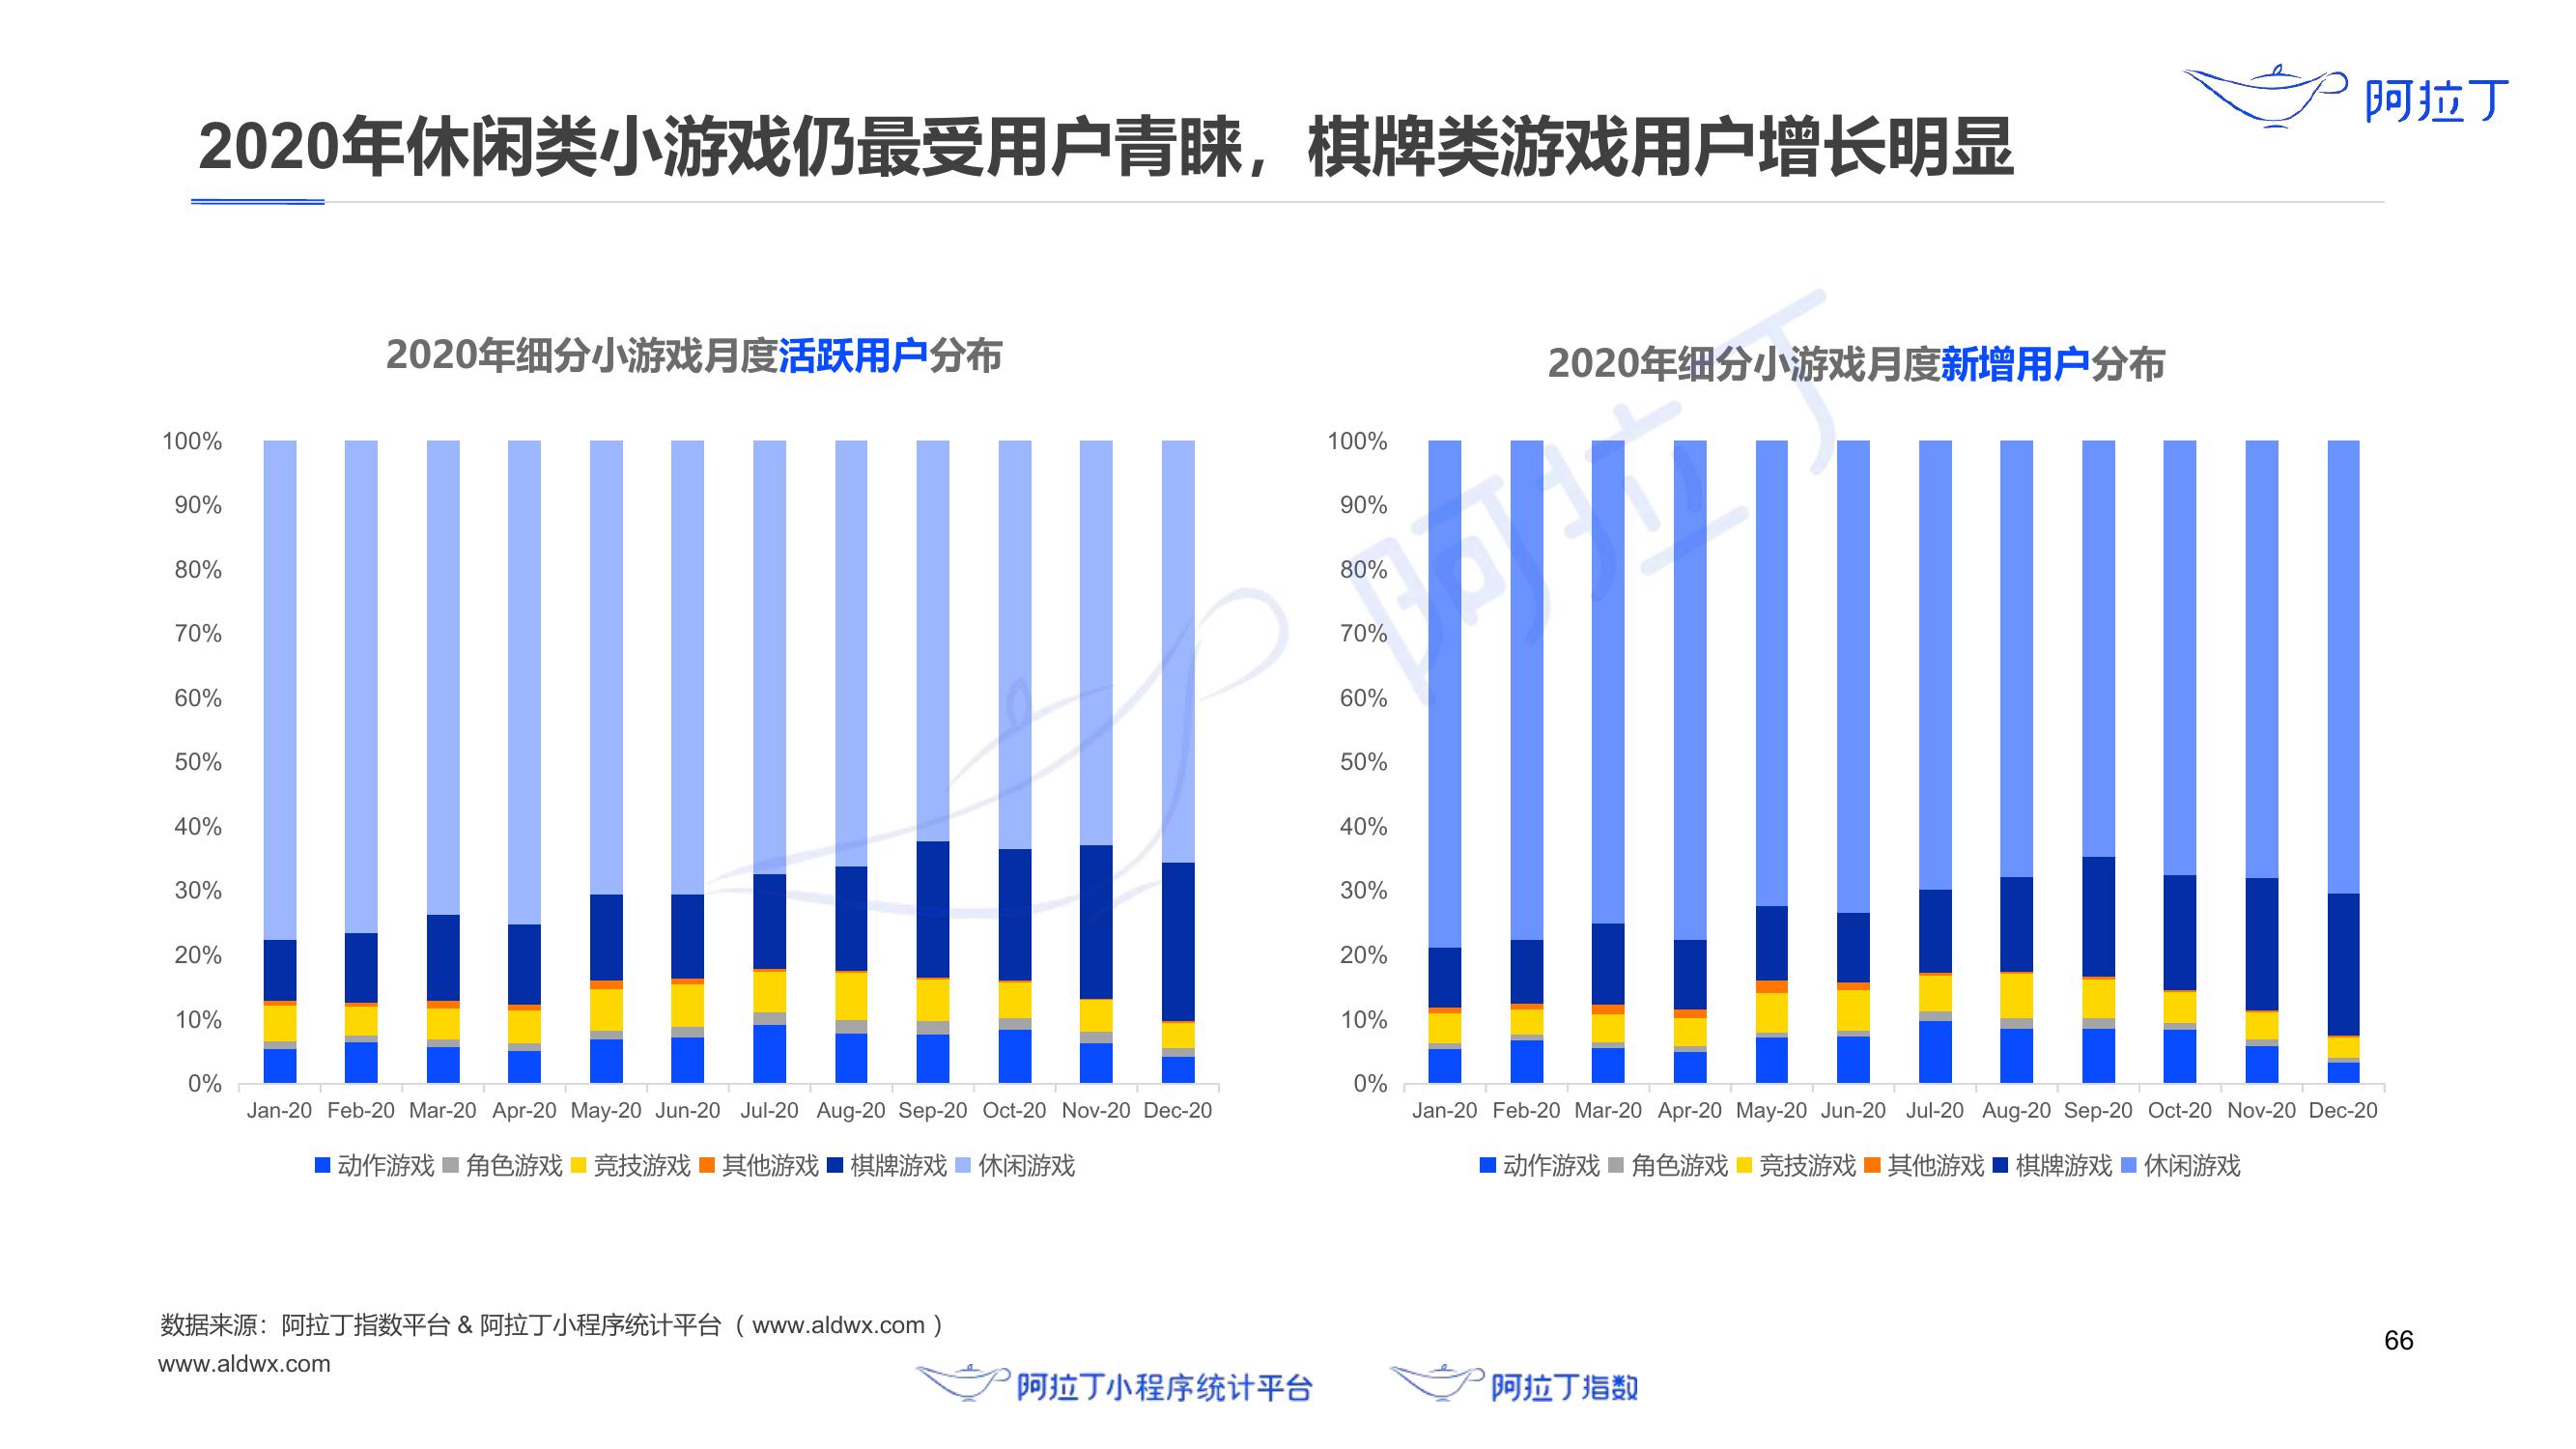 阿拉丁
2020年休闲类小游戏仍最受用户青睐，棋牌类游戏用户增长明显
2020年细分小游戏月度活跃用户分布
100%
90%
80%
70%
60%
50%
40%
30%
20%
10%
0%
Jan-20 Feb-20 Mar-20 Apr-20 May-20 Jun-20 Jul-20 Aug-20 Sep-20 Oct-20 Nov-20 Dec-20
动作游戏 角色游戏 竞技游戏 其他游戏 棋牌游戏 休闲游戏
2020年细分小游戏月度新增用户分布
100%
90%
80%
70%
60%
50%
40%
30%
20%
10%
0%
Jan-20 Feb-20 Mar-20 Apr-20 May-20 Jun-20 Jul-20 Aug-20 Sep-20 Oct-20 Nov-20 Dec-20
动作游戏 角色游戏 竞技游戏 其他游戏 棋牌游戏 休闲游戏
阿拉丁
数据来源：阿拉丁指数平台 & 阿拉丁小程序统计平台（www.aldwx.com）
www.aldwx.com
阿拉丁小程序统计平台
阿拉丁指数
66